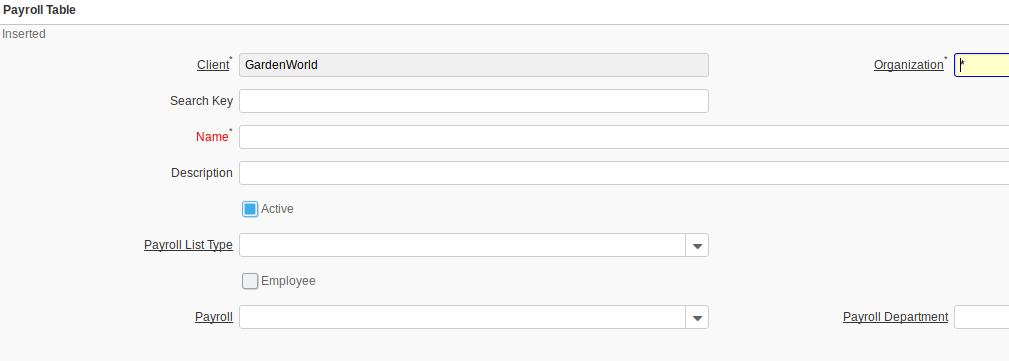 Payroll Table
Inserted
Client* GardenWorld Organization* *
Search Key
Name*
Description
Active
Payroll List Type
Employee
Payroll Payroll Department